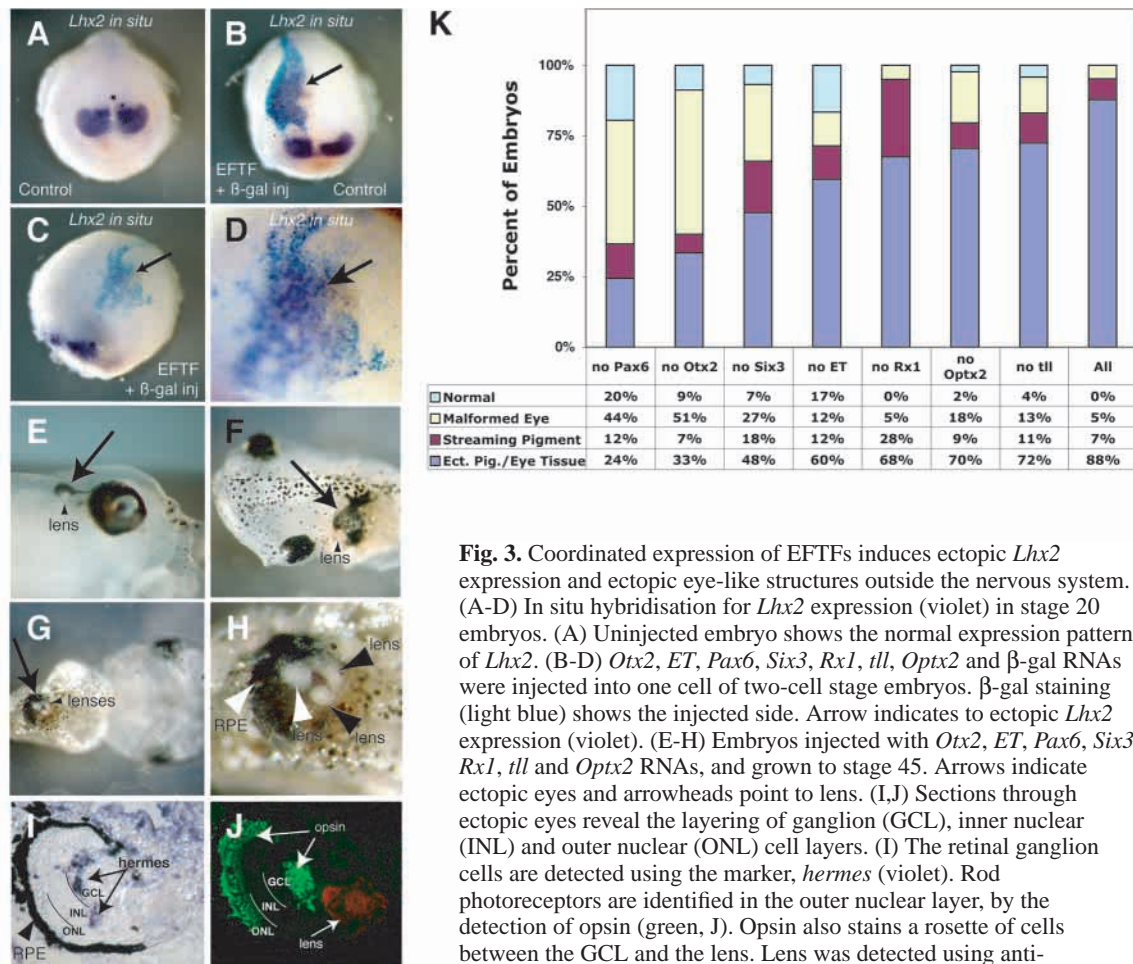 A
Lhx2 in situ
Control
B
Lhx2 in situ
EFTF
+ β-gal inj
Control
C
Lhx2 in situ
EFTF
+ β-gal inj
D
Lhx2 in situ
E
lens
F
lens
G
lenses
H
lens
RPE
lens
lens
I
hermes
GCL
INL
ONL
RPE
J
opsin
GCL
INL
ONL
lens
K
Percent of Embryos
100%
75%
50%
25%
0%
no Pax6 no Otx2 no Six3 no ET no Rx1 no Optx2 no tll All
Normal 20% 9% 7% 17% 0% 2% 4% 0%
Malformed Eye 44% 51% 27% 12% 5% 18% 13% 5%
Streaming Pigment 12% 7% 18% 12% 28% 9% 11% 7%
Ect. Pig./Eye Tissue 24% 33% 48% 60% 68% 70% 72% 88%
Fig. 3. Coordinated expression of EFTFs induces ectopic Lhx2
expression and ectopic eye-like structures outside the nervous system.
(A-D) In situ hybridisation for Lhx2 expression (violet) in stage 20
embryos. (A) Uninjected embryo shows the normal expression pattern
of Lhx2. (B-D) Otx2, ET, Pax6, Six3, Rx1, tll, Optx2 and β-gal RNAs
were injected into one cell of two-cell stage embryos. β-gal staining
(light blue) shows the injected side. Arrow indicates to ectopic Lhx2
expression (violet). (E-H) Embryos injected with Otx2, ET, Pax6, Six3
Rx1, tll and Optx2 RNAs, and grown to stage 45. Arrows indicate
ectopic eyes and arrowheads point to lens. (I,J) Sections through
ectopic eyes reveal the layering of ganglion (GCL), inner nuclear
(INL) and outer nuclear (ONL) cell layers. (I) The retinal ganglion
cells are detected using the marker, hermes (violet). Rod
photoreceptors are identified in the outer nuclear layer, by the
detection of opsin (green, J). Opsin also stains a rosette of cells
between the GCL and the lens. Lens was detected using anti-